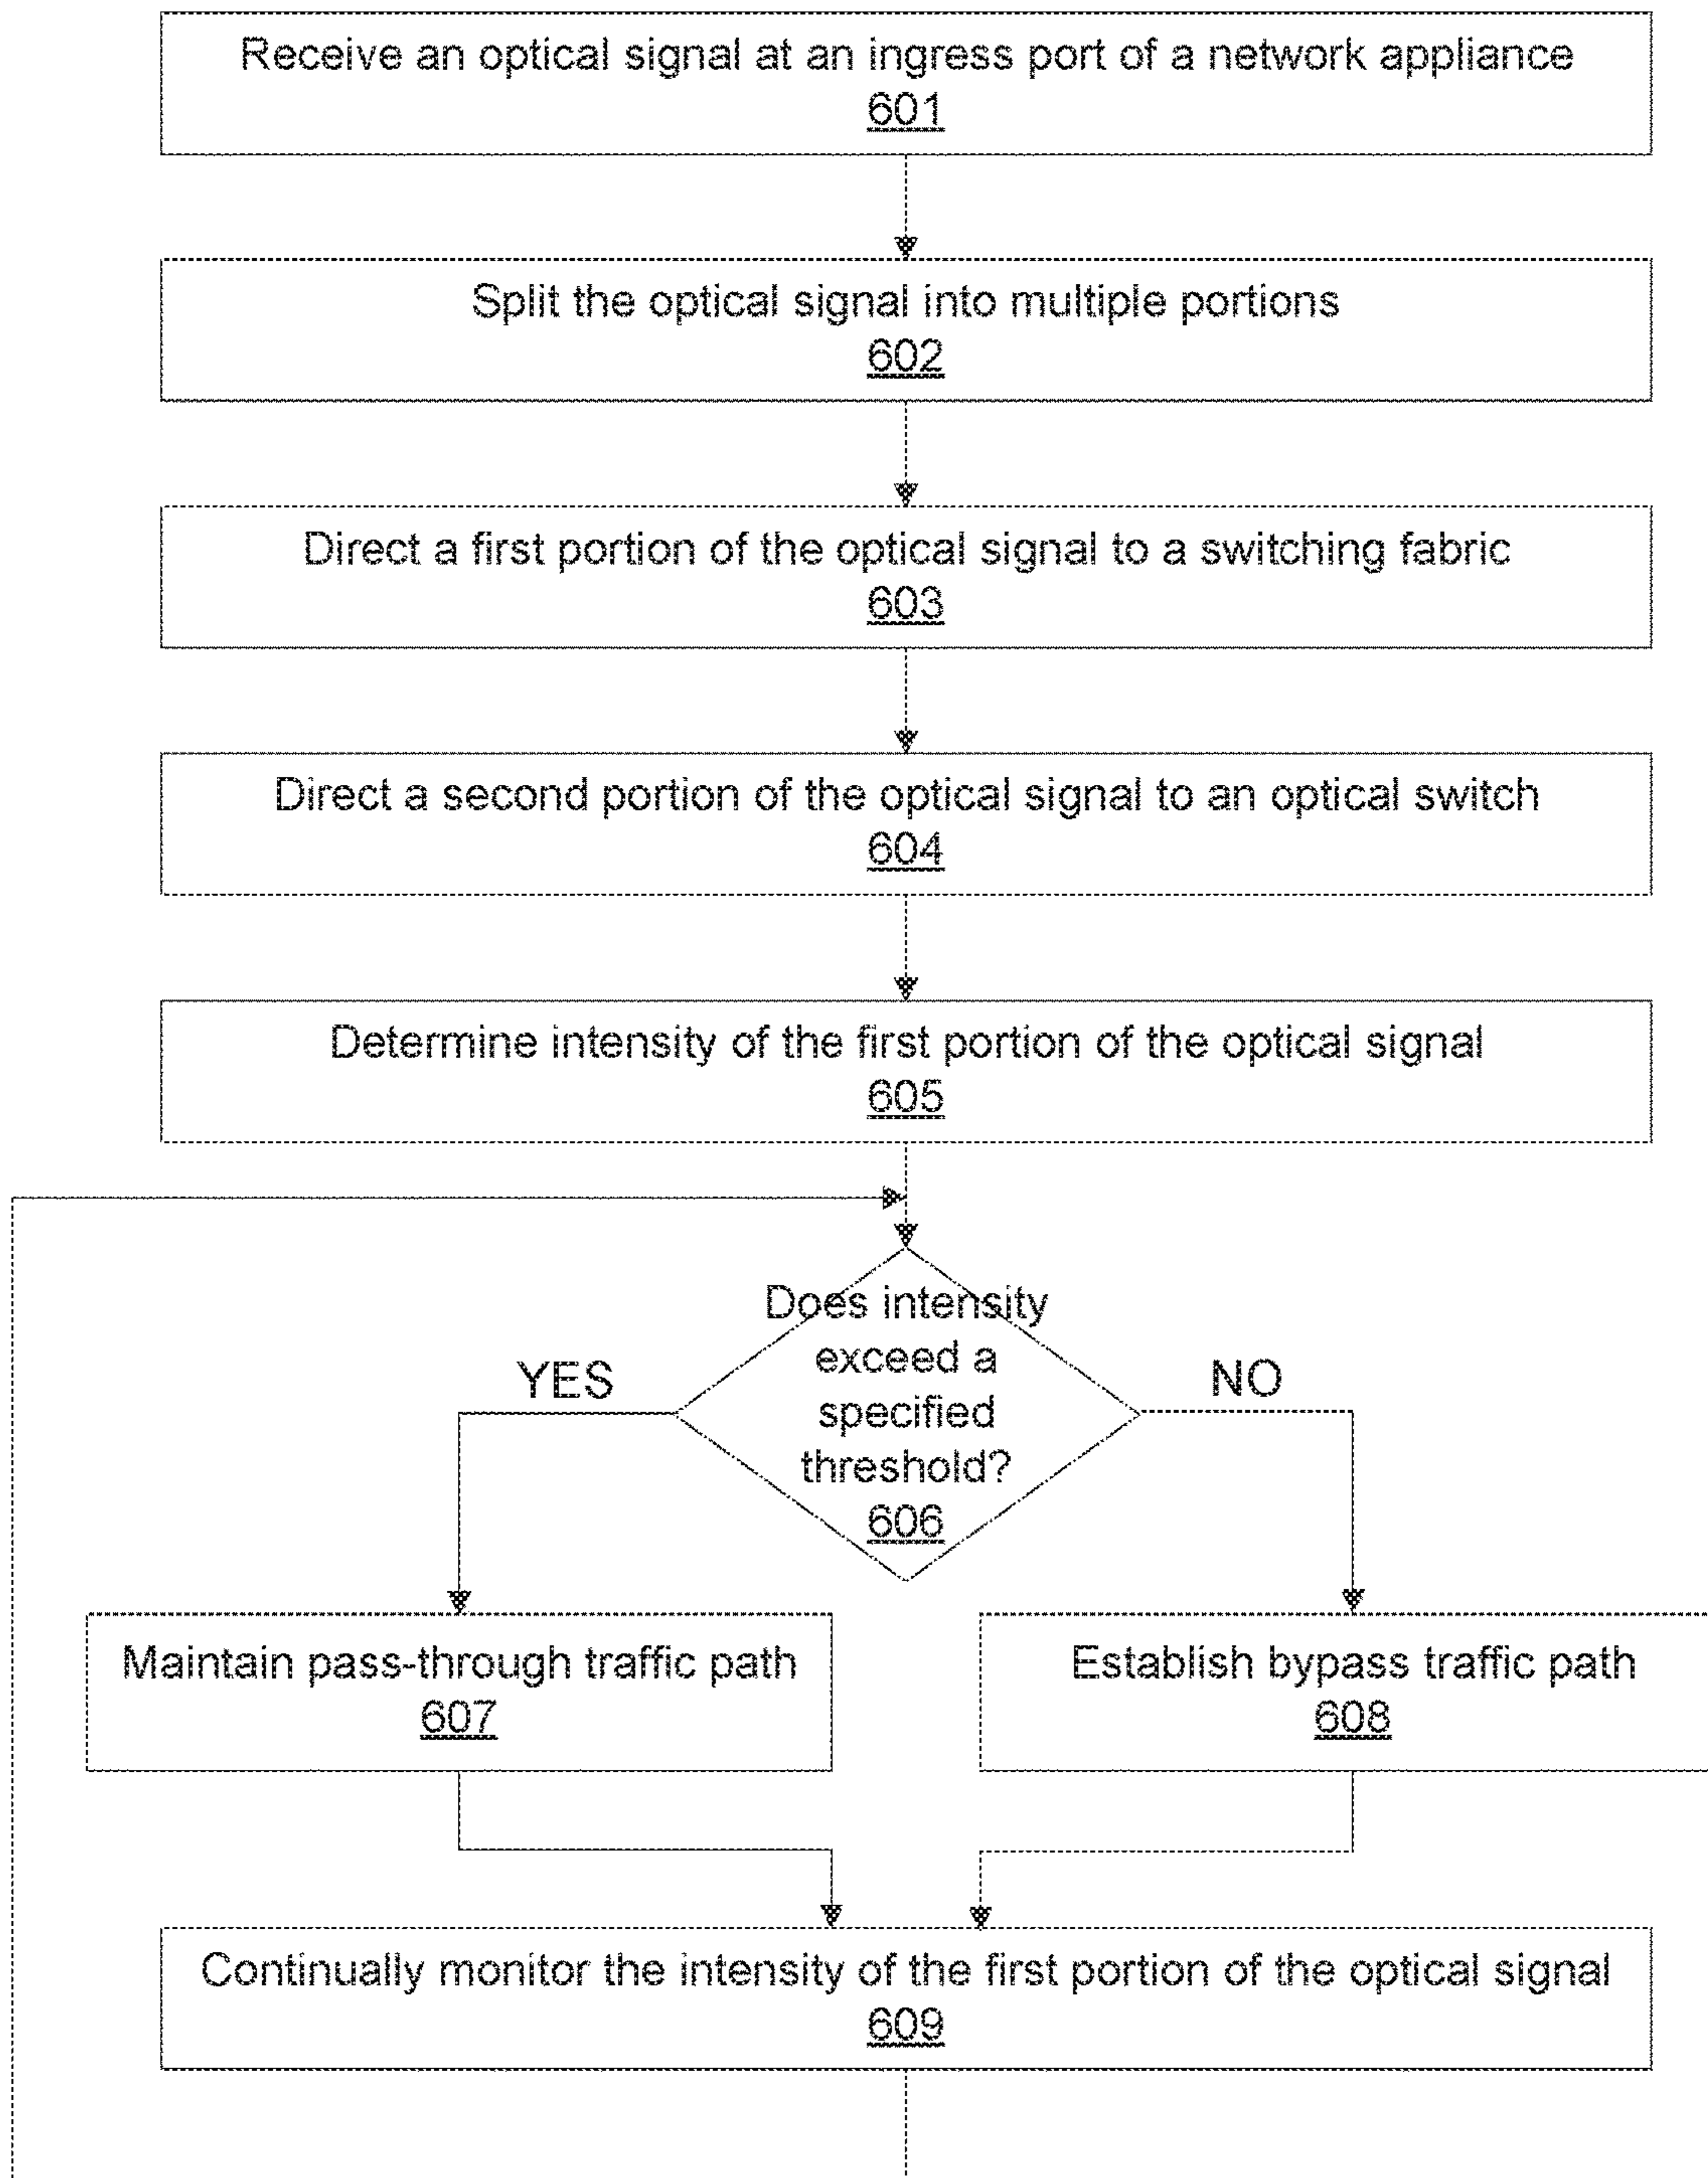 Receive an optical signal at an ingress port of a network appliance
601
Split the optical signal into multiple portions
602
Direct a first portion of the optical signal to a switching fabric
603
Direct a second portion of the optical signal to an optical switch
604
Determine intensity of the first portion of the optical signal
605
Does intensity
exceed a
specified
threshold?
606
YES
NO
Maintain pass-through traffic path
607
Establish bypass traffic path
608
Continually monitor the intensity of the first portion of the optical signal
609